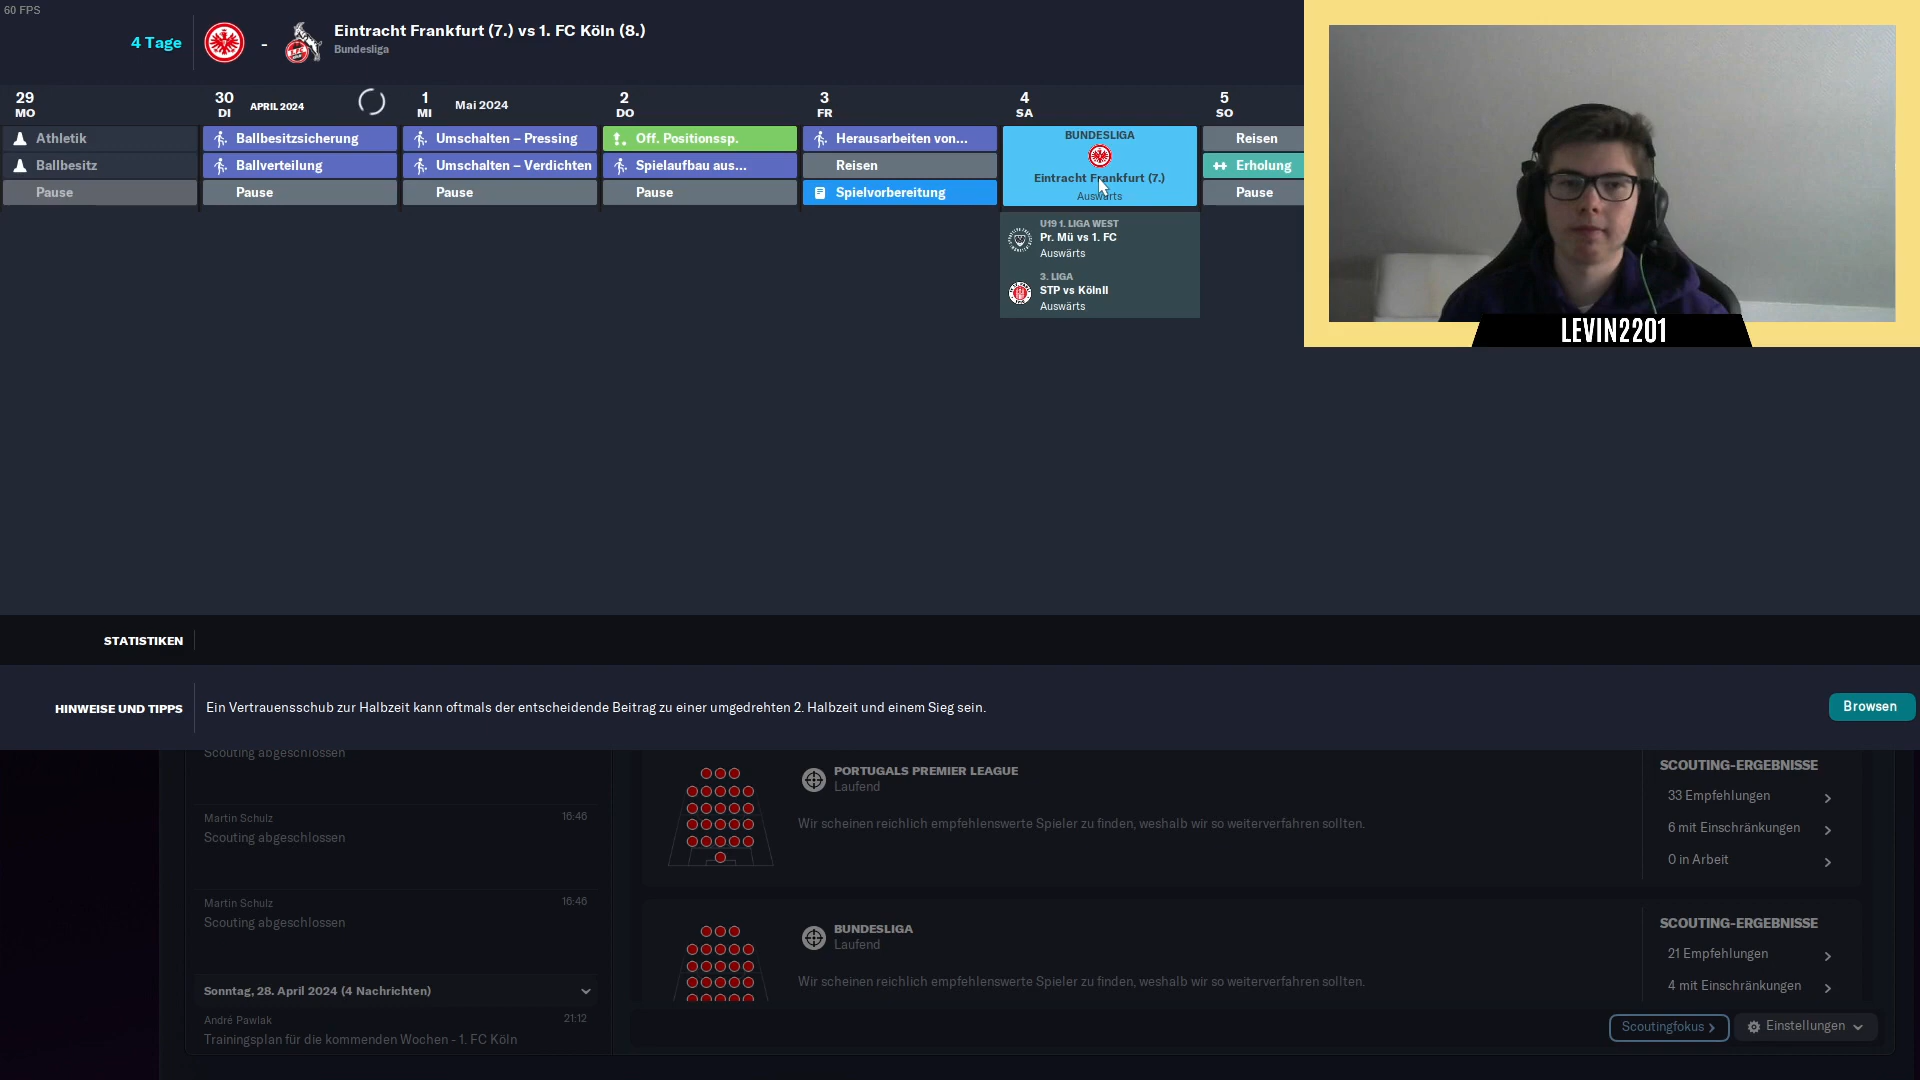 60 FPS
4 Tage
-
Eintracht Frankfurt (7.) vs 1. FC Köln (8.)
Bundesliga
29 MO
30 DI APRIL 2024
1 MI Mai 2024
2 DO
3 FR
4 SA
5 SO
Athletik
Ballbesitz
Pause
Ballbesitzsicherung
Ballverteilung
Pause
Umschalten – Pressing
Umschalten – Verdichten
Pause
Off. Positionssp.
Spielaufbau aus...
Pause
Herausarbeiten von...
Reisen
Spielvorbereitung
BUNDESLIGA
Eintracht Frankfurt (7.)
Auswärts
Reisen
Erholung
Pause
U19 1. LIGA WEST
Pr. Mü vs 1. FC
Auswärts
3. LIGA
STP vs KölnII
Auswärts
LEVIN2201
STATISTIKEN
HINWEISE UND TIPPS
Ein Vertrauensschub zur Halbzeit kann oftmals der entscheidende Beitrag zu einer umgedrehten 2. Halbzeit und einem Sieg sein.
Browsen
Scouting abgeschlossen
Martin Schulz 16:46
Scouting abgeschlossen
Martin Schulz 16:46
Scouting abgeschlossen
Sonntag, 28. April 2024 (4 Nachrichten)
André Pawlak 21:12
Trainingsplan für die kommenden Wochen - 1. FC Köln
PORTUGALS PREMIER LEAGUE
Laufend
Wir scheinen reichlich empfehlenswerte Spieler zu finden, weshalb wir so weiterverfahren sollten.
SCOUTING-ERGEBNISSE
33 Empfehlungen
6 mit Einschränkungen
0 in Arbeit
BUNDESLIGA
Laufend
Wir scheinen reichlich empfehlenswerte Spieler zu finden, weshalb wir so weiterverfahren sollten.
SCOUTING-ERGEBNISSE
21 Empfehlungen
4 mit Einschränkungen
Scoutingfokus
Einstellungen